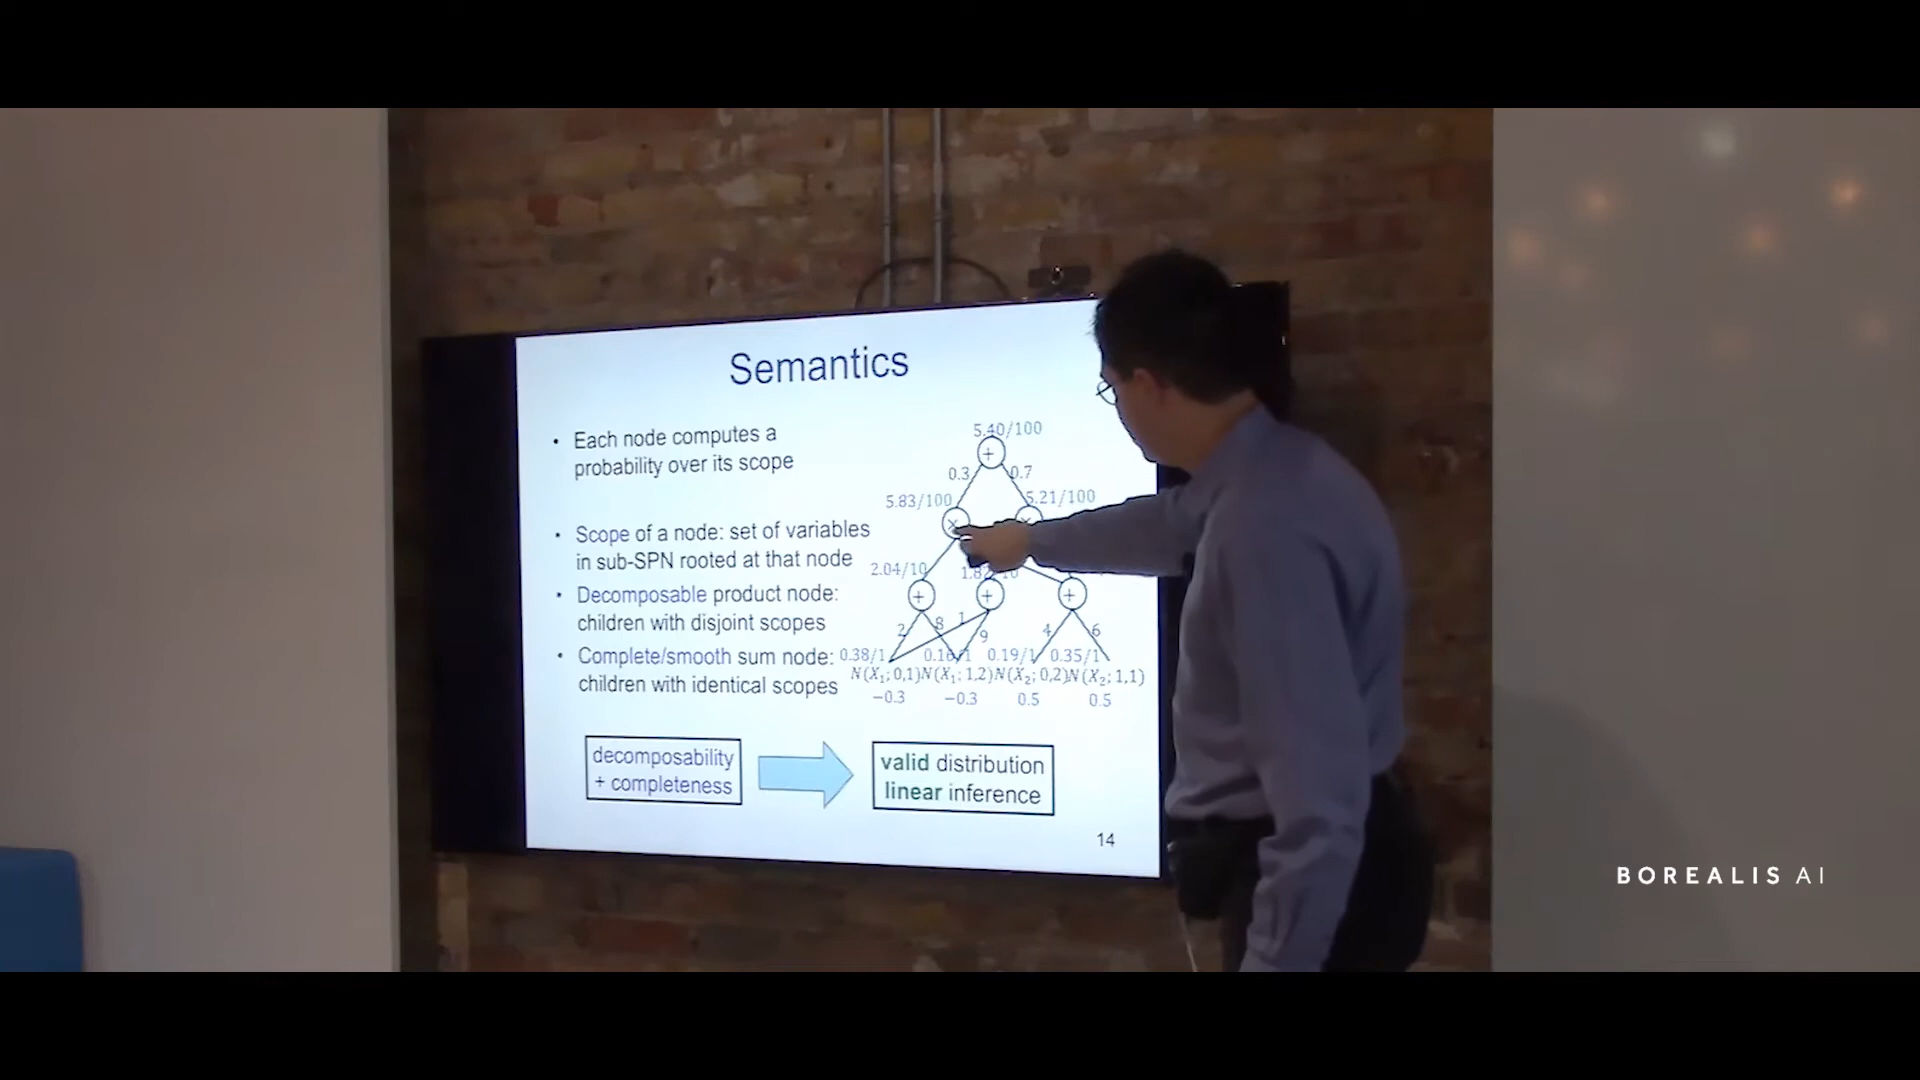 Semantics
• Each node computes a
probability over its scope
• Scope of a node: set of variables
in sub-SPN rooted at that node
• Decomposable product node:
children with disjoint scopes
• Complete/smooth sum node:
children with identical scopes
5.40/100
+
0.3 0.7
5.83/100 5.21/100
×
2.04/10
+ + +
2 8 1 9 4 6
0.38/1 0.19/1 0.35/1
N(X₁; 0,1) N(X₁; 1,2) N(X₂; 0,2) N(X₂; 1,1)
−0.3 −0.3 0.5 0.5
decomposability
+ completeness
valid distribution
linear inference
14
BOREALIS AI